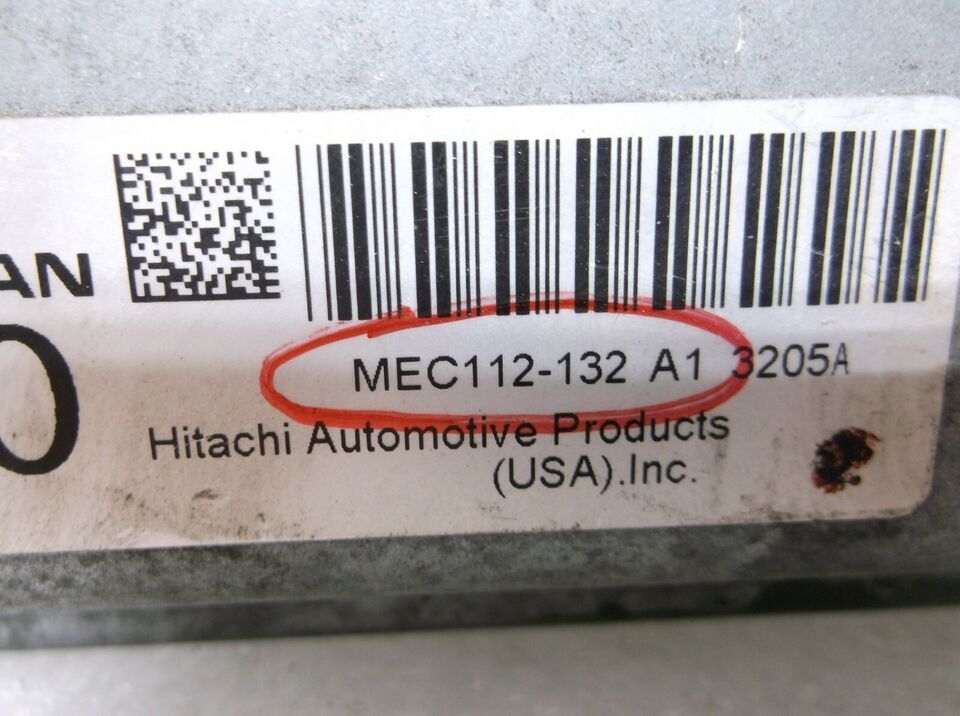 AN
0
MEC112-132 A1 3205A
Hitachi Automotive Products
(USA).Inc.